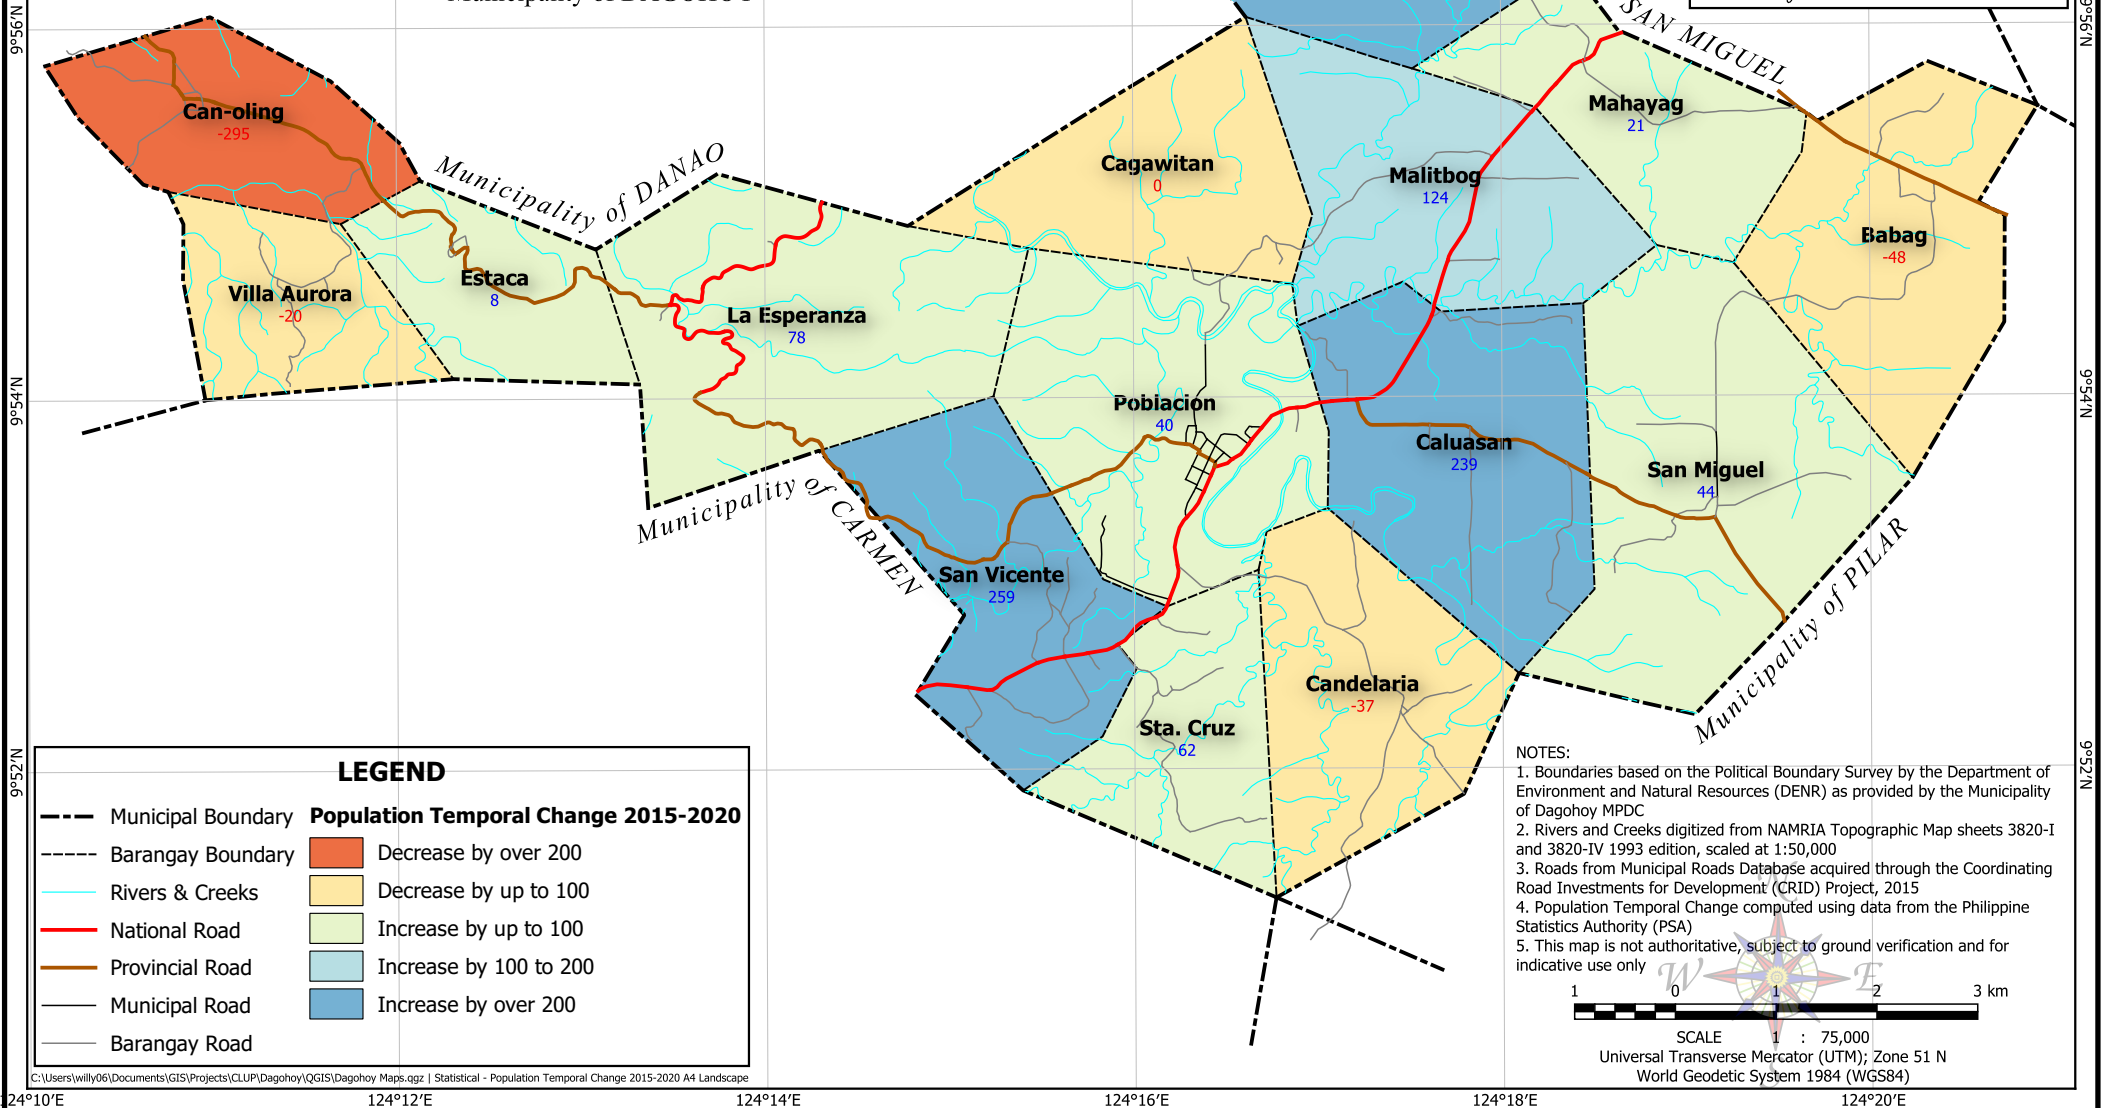 9°56'N
9°56'N
SAN MIGUEL
Can-oling
-295
Mahayag
21
Municipality of DANAO
Cagawitan
0
Malitbog
124
Babag
-48
Villa Aurora
-20
Estaca
8
La Esperanza
78
9°54'N
9°54'N
Poblacion
40
Caluasan
239
San Miguel
44
Municipality of CARMEN
Municipality of PILAR
San Vicente
259
Candelaria
-37
Sta. Cruz
62
9°52'N
9°52'N
LEGEND
Municipal Boundary
Barangay Boundary
Rivers & Creeks
National Road
Provincial Road
Municipal Road
Barangay Road
Population Temporal Change 2015-2020
Decrease by over 200
Decrease by up to 100
Increase by up to 100
Increase by 100 to 200
Increase by over 200
C:\Users\willy06\Documents\GIS\Projects\CLUP\Dagohoy\QGIS\Dagohoy Maps.qgz | Statistical - Population Temporal Change 2015-2020 A4 Landscape
NOTES:
1. Boundaries based on the Political Boundary Survey by the Department of
Environment and Natural Resources (DENR) as provided by the Municipality
of Dagohoy MPDC
2. Rivers and Creeks digitized from NAMRIA Topographic Map sheets 3820-I
and 3820-IV 1993 edition, scaled at 1:50,000
3. Roads from Municipal Roads Database acquired through the Coordinating
Road Investments for Development (CRID) Project, 2015
4. Population Temporal Change computed using data from the Philippine
Statistics Authority (PSA)
5. This map is not authoritative, subject to ground verification and for
indicative use only
N
W
E
S
1 0 1 2 3 km
SCALE 1 : 75,000
Universal Transverse Mercator (UTM); Zone 51 N
World Geodetic System 1984 (WGS84)
124°10'E
124°12'E
124°14'E
124°16'E
124°18'E
124°20'E